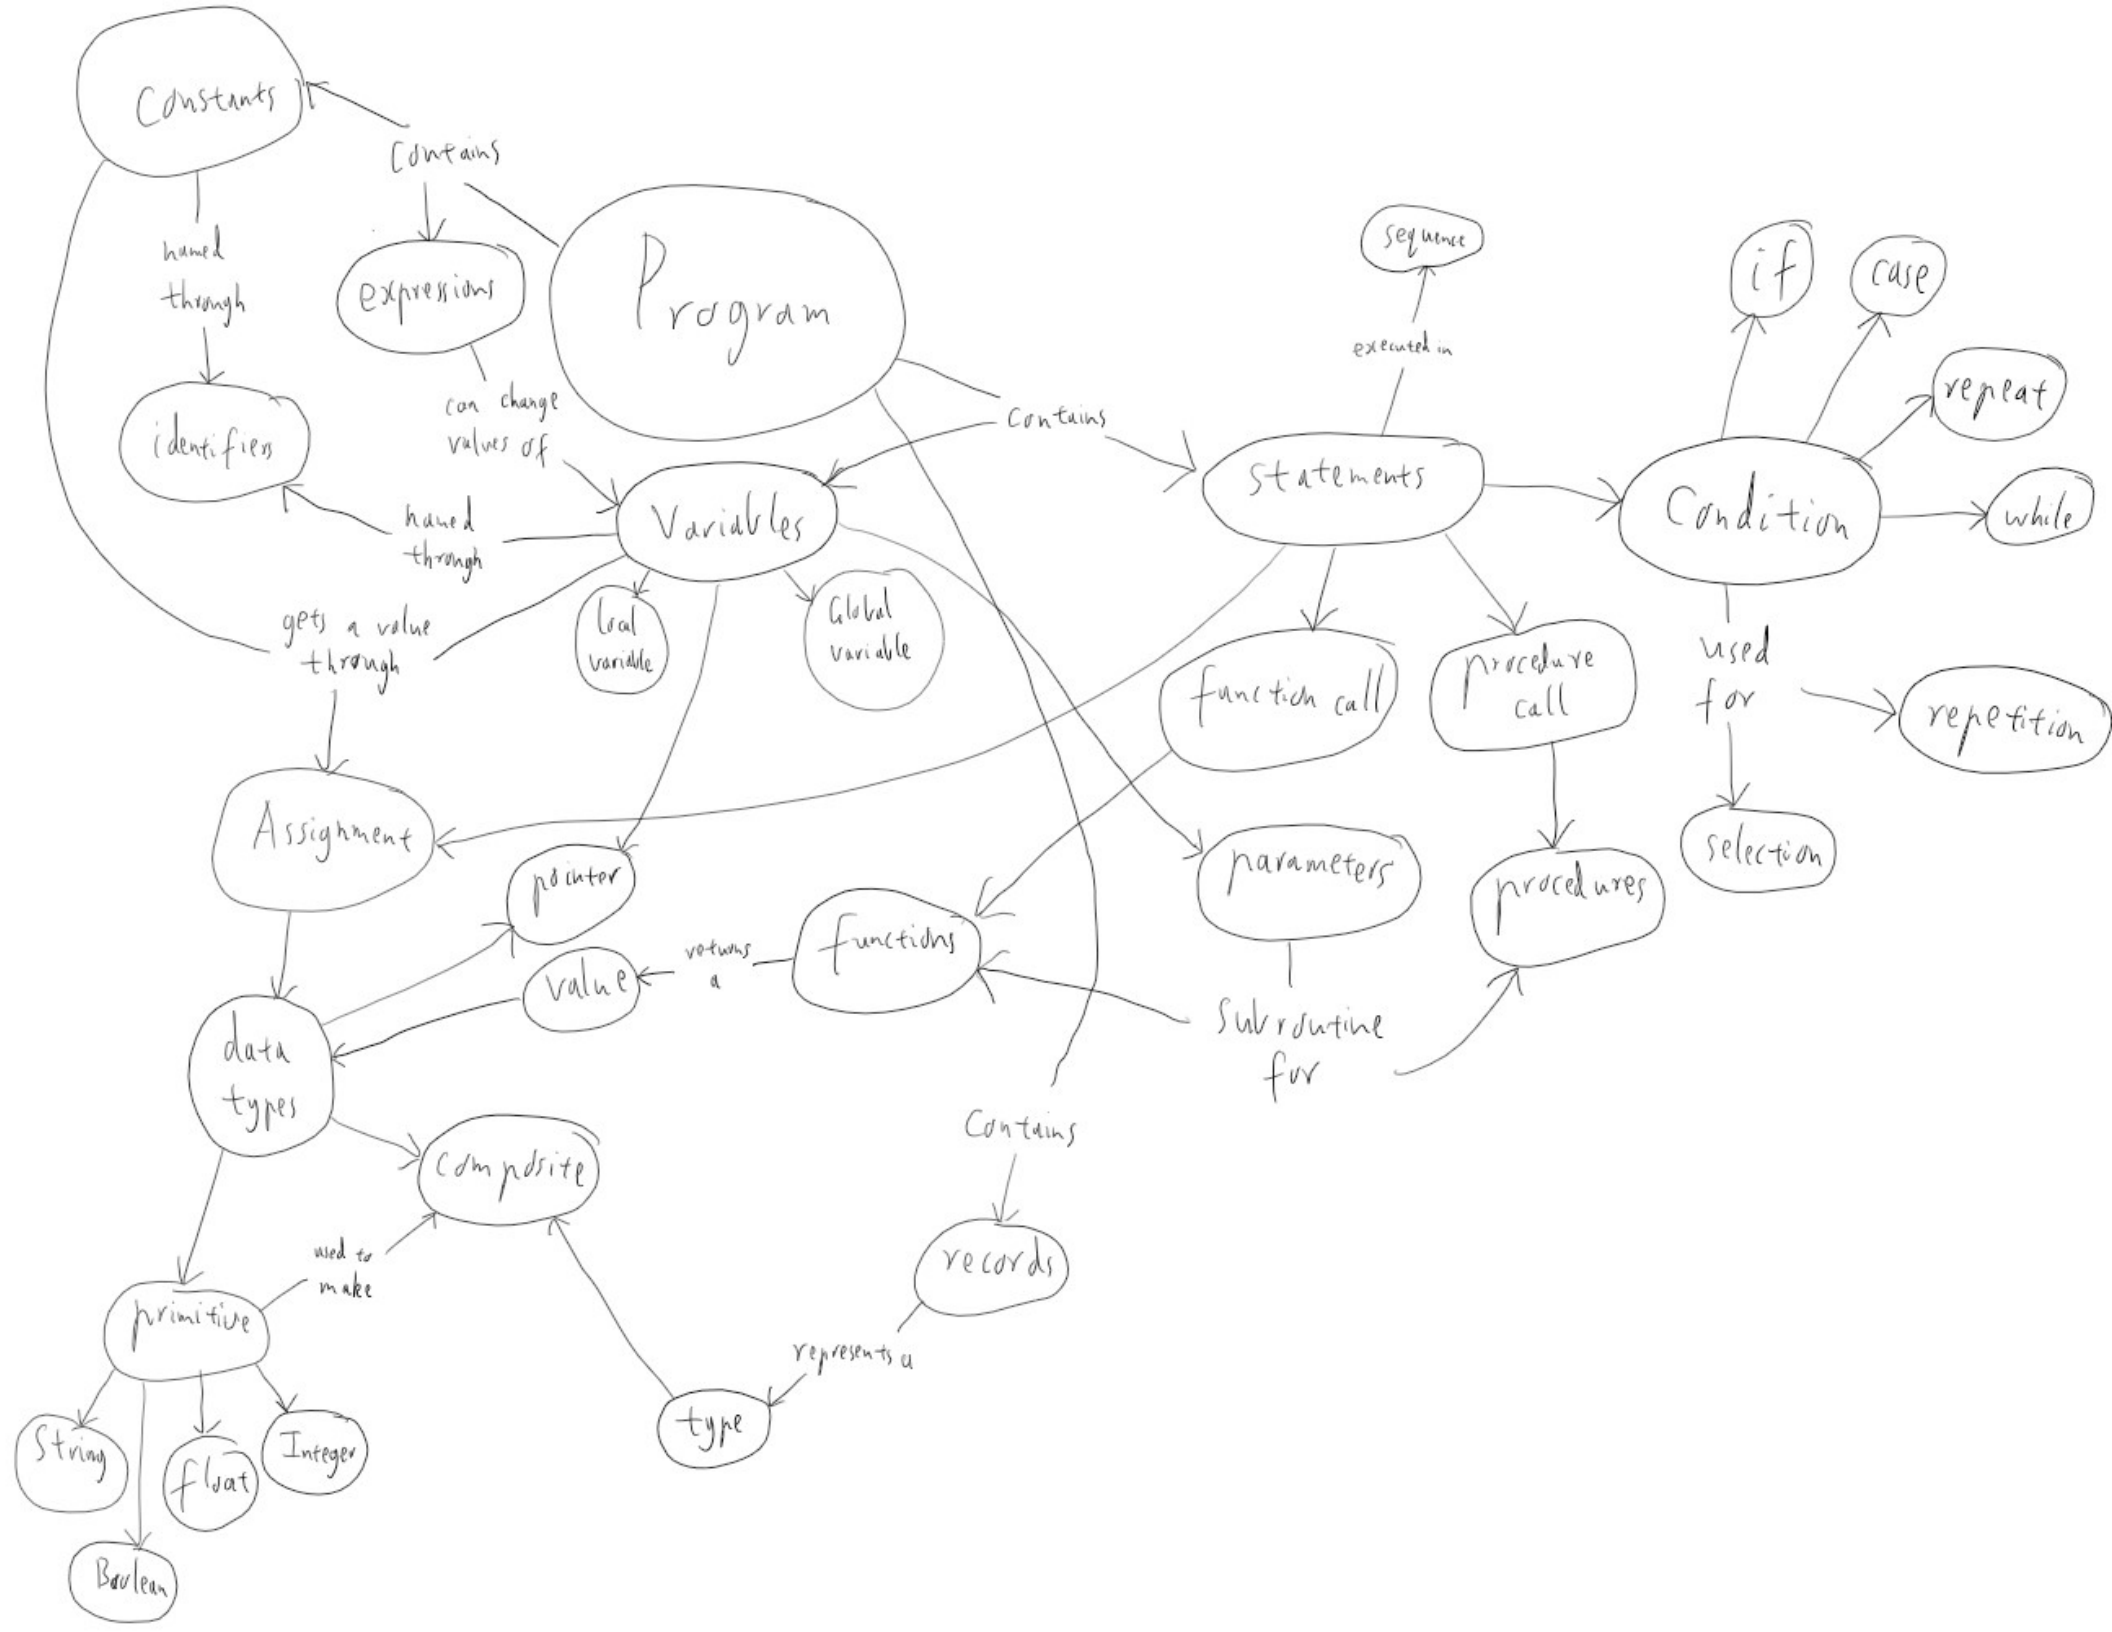 Constants
Contains
named
through
expressions
Program
sequence
if
case
executed in
repeat
can change
values of
identifiers
Contains
Statements
Condition
while
Variables
named
through
gets a value
through
local
variable
Global
variable
function call
procedure
call
used
for
repetition
Assignment
pointer
parameters
procedures
selection
functions
returns
a
value
Subroutine
for
data
types
Contains
composite
used to
make
records
primitive
represents a
type
String
float
Integer
Boolean